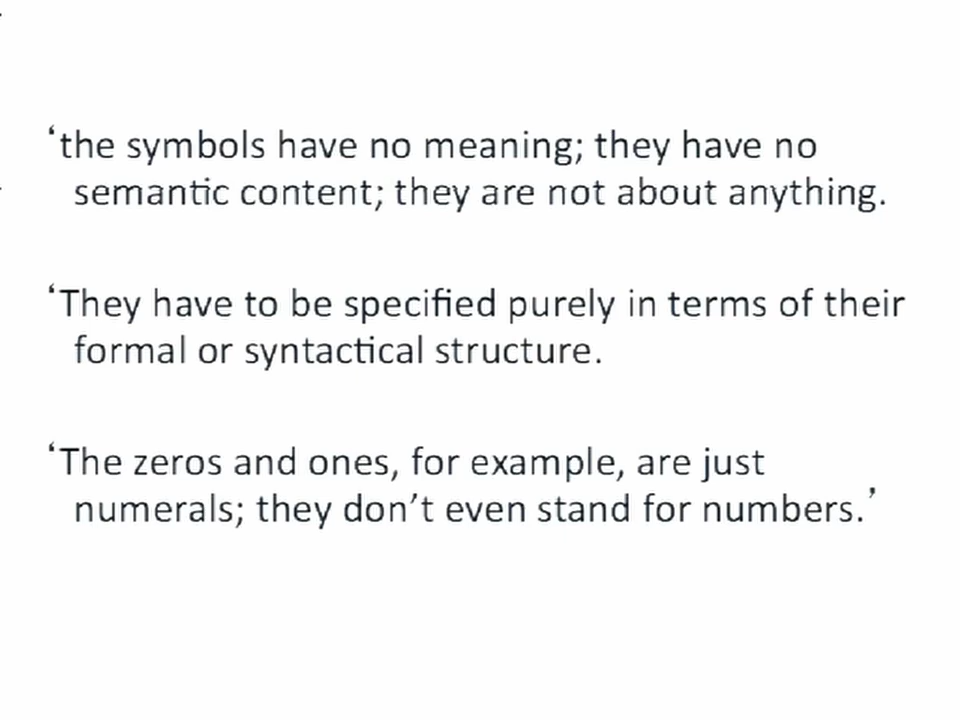 ‘the symbols have no meaning; they have no
semantic content; they are not about anything.
‘They have to be specified purely in terms of their
formal or syntactical structure.
‘The zeros and ones, for example, are just
numerals; they don’t even stand for numbers.’